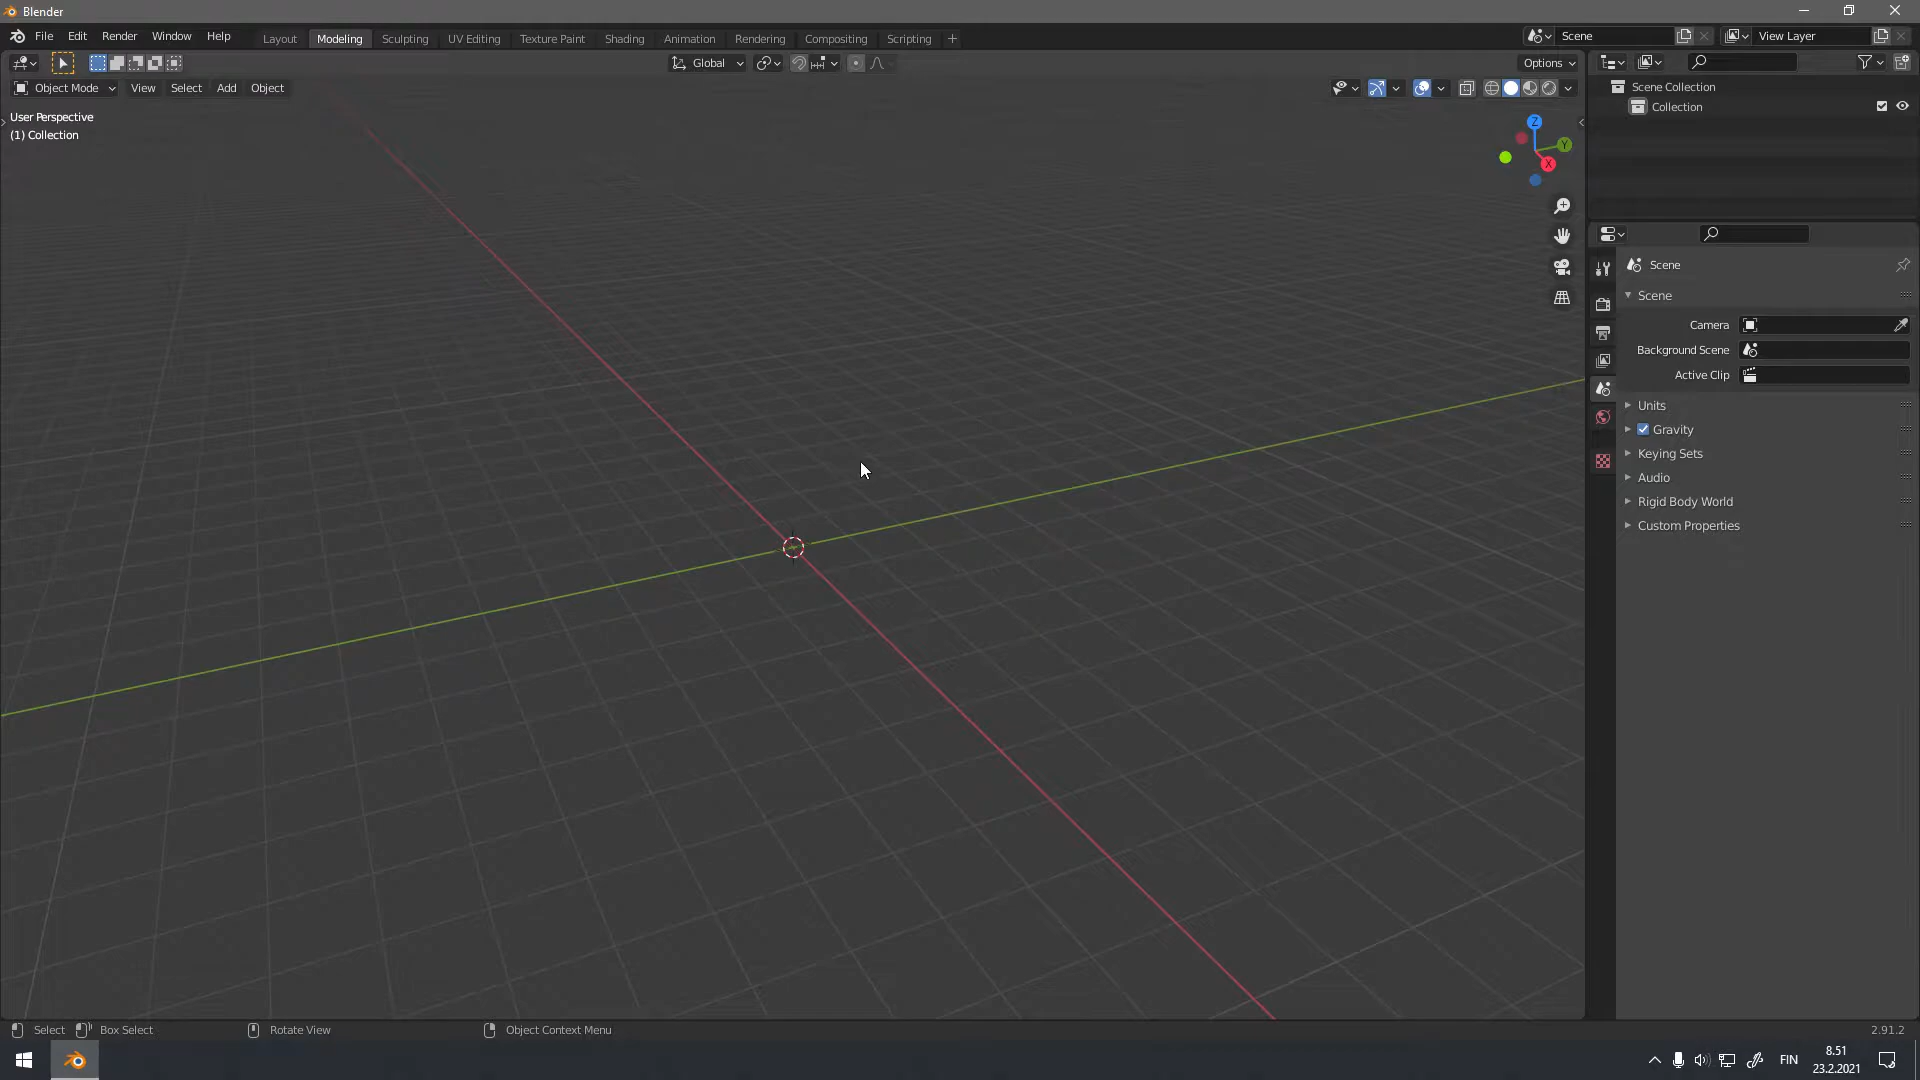 Blender
File Edit Render Window Help Layout Modeling Sculpting UV Editing Texture Paint Shading Animation Rendering Compositing Scripting + Scene View Layer
Global Options
Object Mode View Select Add Object
User Perspective
(1) Collection
Z
Y
X
Scene Collection
Collection
Scene
Scene
Camera
Background Scene
Active Clip
Units
Gravity
Keying Sets
Audio
Rigid Body World
Custom Properties
Select Box Select Rotate View Object Context Menu 2.91.2
FIN
8.51
23.2.2021